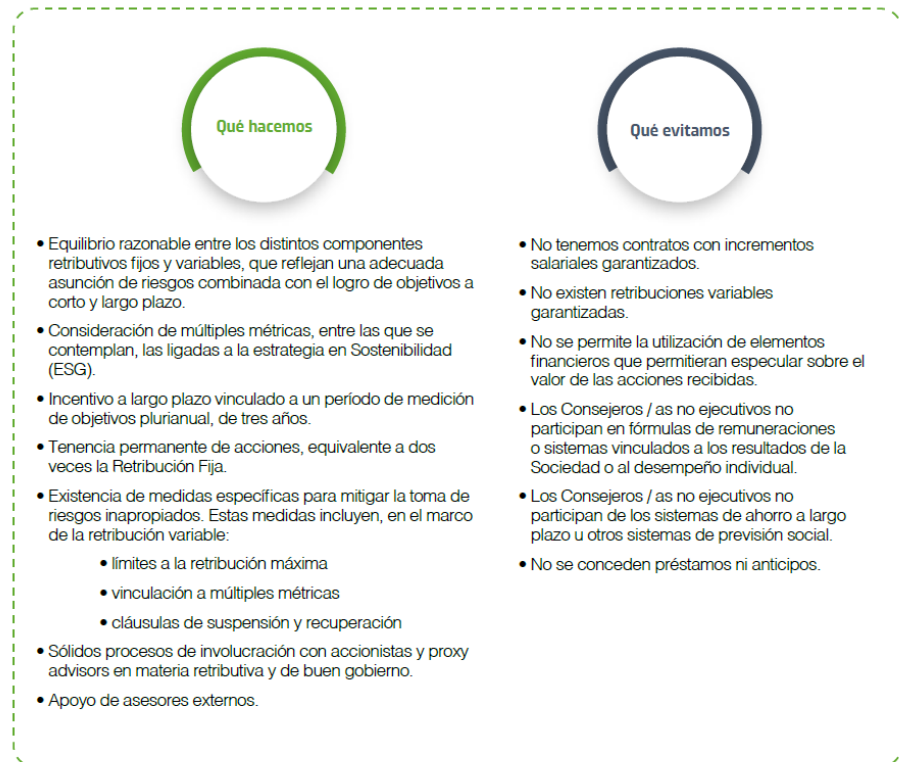 Qué hacemos
• Equilibrio razonable entre los distintos componentes
retributivos fijos y variables, que reflejan una adecuada
asunción de riesgos combinada con el logro de objetivos a
corto y largo plazo.
• Consideración de múltiples métricas, entre las que se
contemplan, las ligadas a la estrategia en Sostenibilidad
(ESG).
• Incentivo a largo plazo vinculado a un período de medición
de objetivos plurianual, de tres años.
• Tenencia permanente de acciones, equivalente a dos
veces la Retribución Fija.
• Existencia de medidas específicas para mitigar la toma de
riesgos inapropiados. Estas medidas incluyen, en el marco
de la retribución variable:
• límites a la retribución máxima
• vinculación a múltiples métricas
• cláusulas de suspensión y recuperación
• Sólidos procesos de involucración con accionistas y proxy
advisors en materia retributiva y de buen gobierno.
• Apoyo de asesores externos.
Qué evitamos
• No tenemos contratos con incrementos
salariales garantizados.
• No existen retribuciones variables
garantizadas.
• No se permite la utilización de elementos
financieros que permitieran especular sobre el
valor de las acciones recibidas.
• Los Consejeros / as no ejecutivos no
participan en fórmulas de remuneraciones
o sistemas vinculados a los resultados de la
Sociedad o al desempeño individual.
• Los Consejeros / as no ejecutivos no
participan de los sistemas de ahorro a largo
plazo u otros sistemas de previsión social.
• No se conceden préstamos ni anticipos.